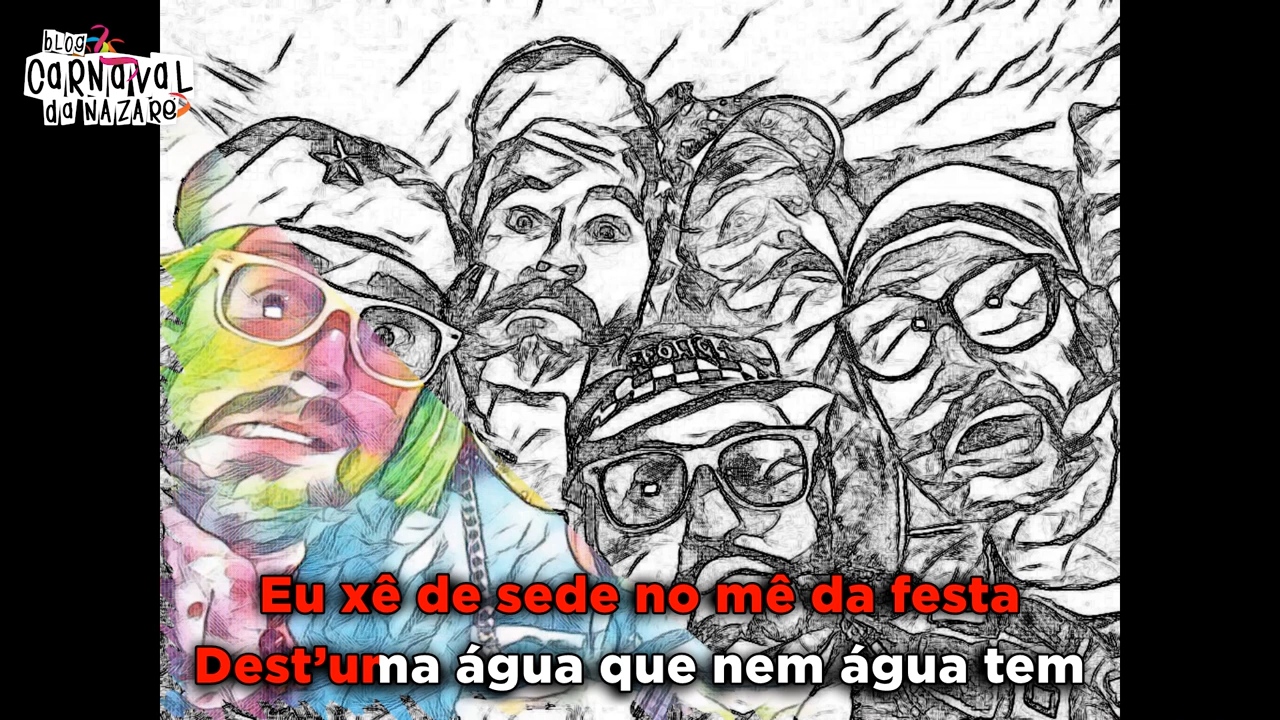 BLOG
CARNAVAL
da NAZARÉ
Eu xê de sede no mê da festa
Dest’uma água que nem água tem